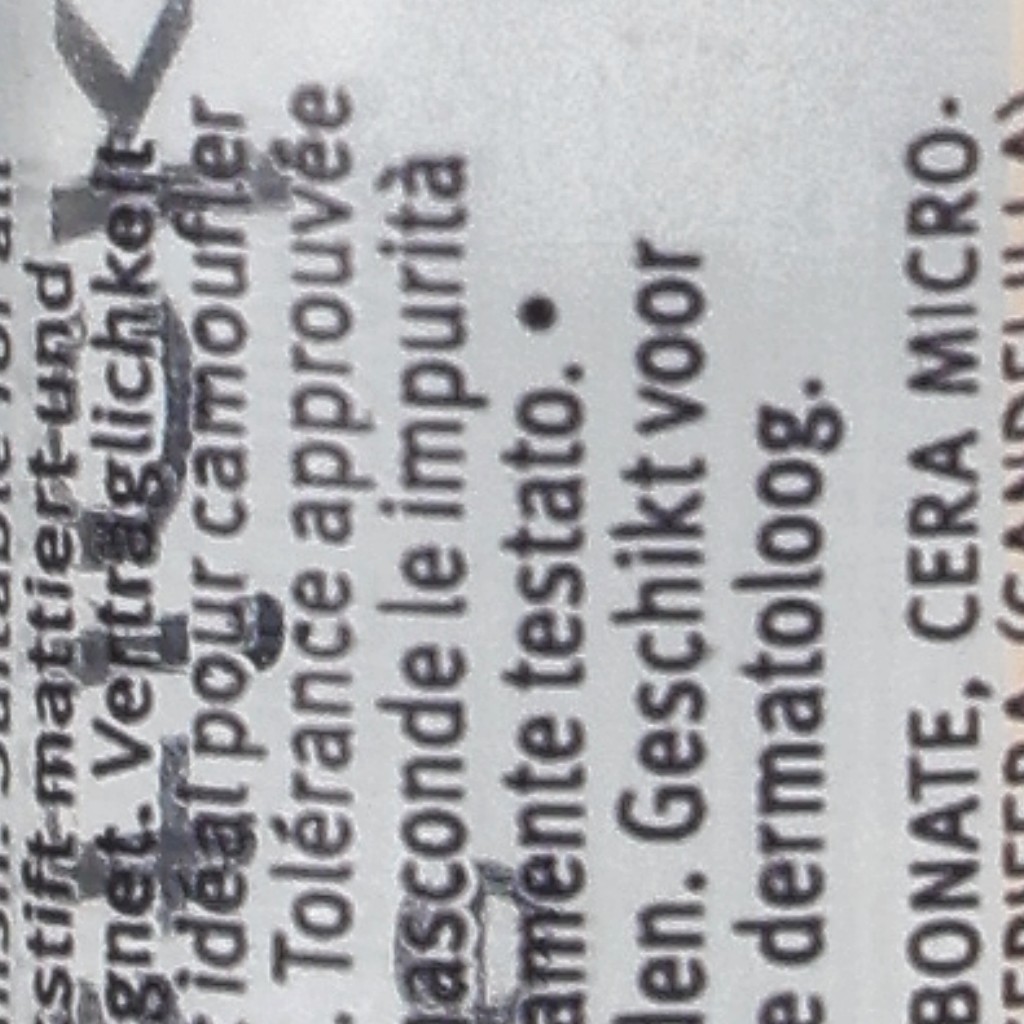 stift mattiert und
gnet. Verträglichkeit
idéal pour camoufler
. Tolérance approuvée
asconde le impurità
amente testato. •
len. Geschikt voor
e dermatoloog.
BONATE, CERA MICRO.